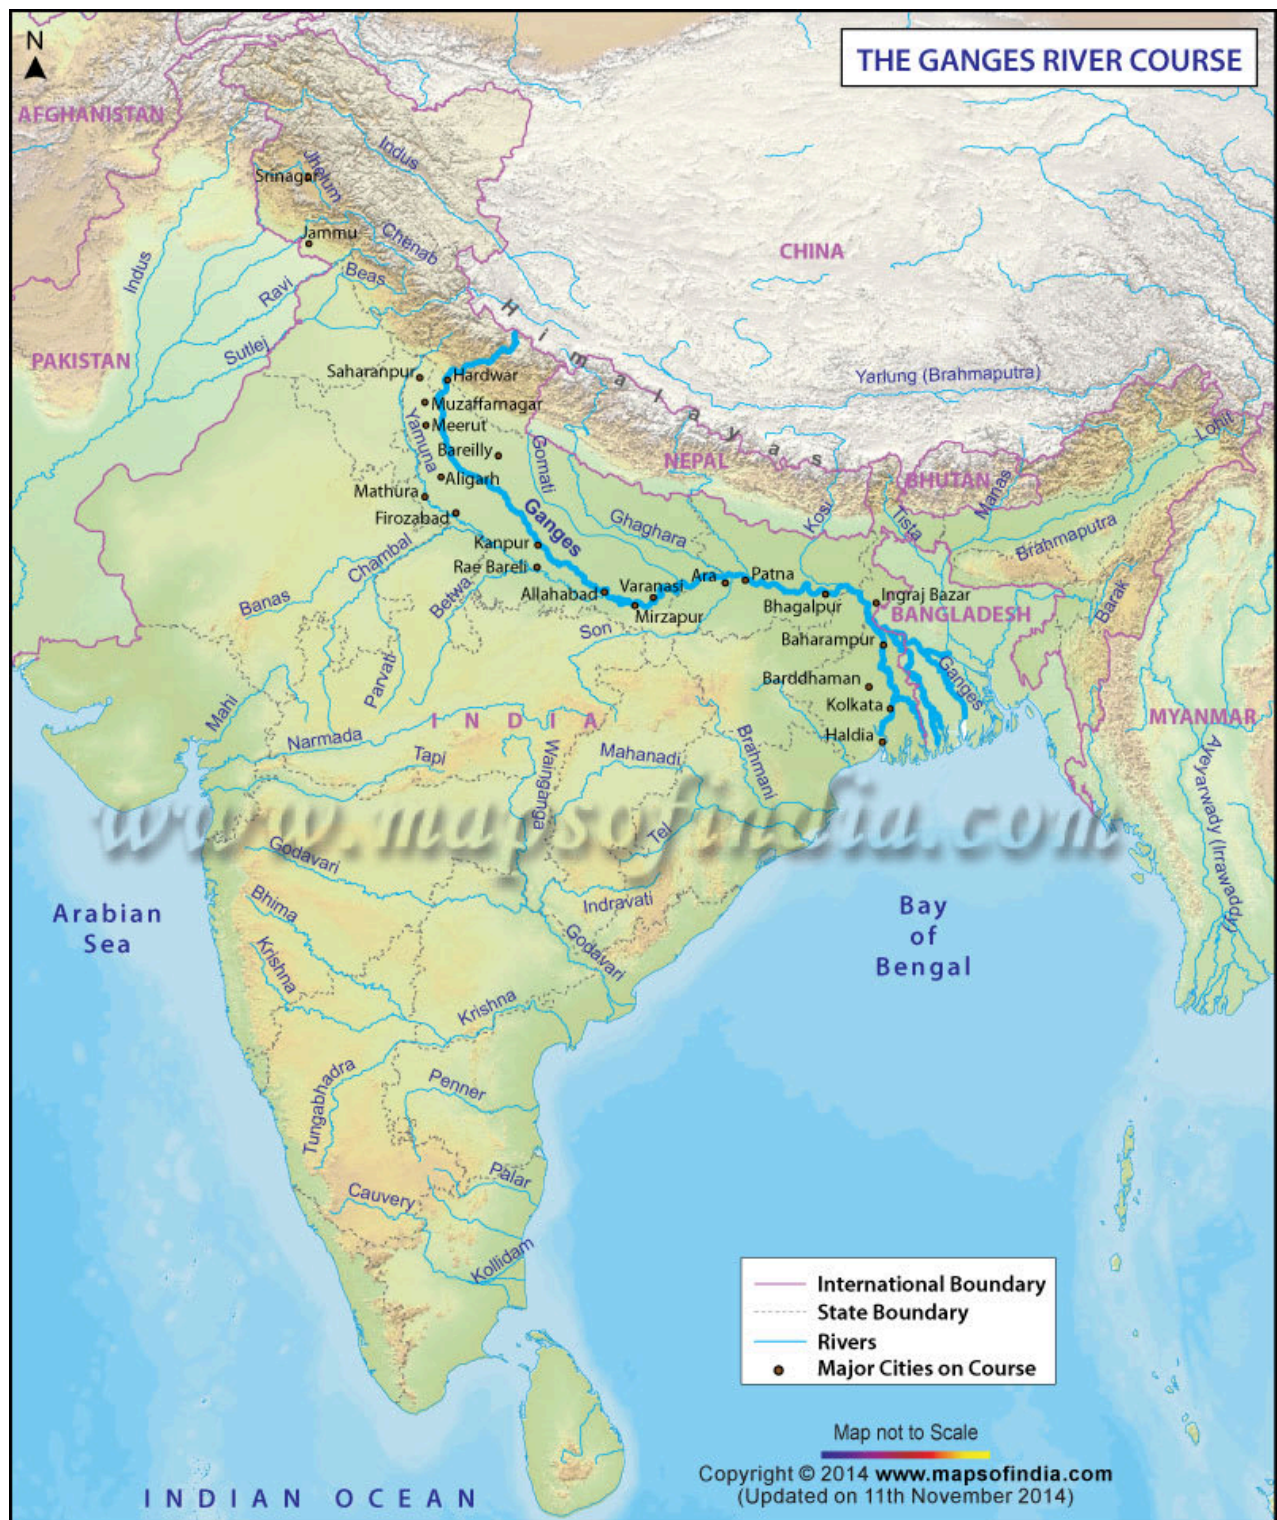 N
THE GANGES RIVER COURSE
AFGHANISTAN
Indus
Jhelum
Srinagar
Jammu
Chenab
CHINA
Indus
Beas
Ravi
Himalayas
Sutlej
PAKISTAN
Saharanpur
Hardwar
Yarlung (Brahmaputra)
Muzaffarnagar
Yamuna
Meerut
Bareilly
Gomati
NEPAL
Lohit
Aligarh
BHUTAN
Manas
Mathura
Firozabad
Ganges
Ghaghara
Kosi
Tista
Brahmaputra
Kanpur
Chambal
Rae Bareli
Ara
Patna
Banas
Betwa
Allahabad
Varanasi
Bhagalpur
Ingraj Bazar
Barak
Mirzapur
BANGLADESH
Son
Baharampur
Parvati
Barddhaman
Ganges
Mahi
Kolkata
INDIA
MYANMAR
Narmada
Haldia
Tapi
Wainganga
Mahanadi
Brahmani
Ayeyarwady (Irrawaddy)
www.mapsofindia.com
Tel
Godavari
Indravati
Bhima
Arabian
Sea
Bay
of
Bengal
Krishna
Godavari
Krishna
Tungabhadra
Penner
Palar
Cauvery
Kollidam
International Boundary
State Boundary
Rivers
Major Cities on Course
Map not to Scale
Copyright © 2014 www.mapsofindia.com
(Updated on 11th November 2014)
INDIAN OCEAN